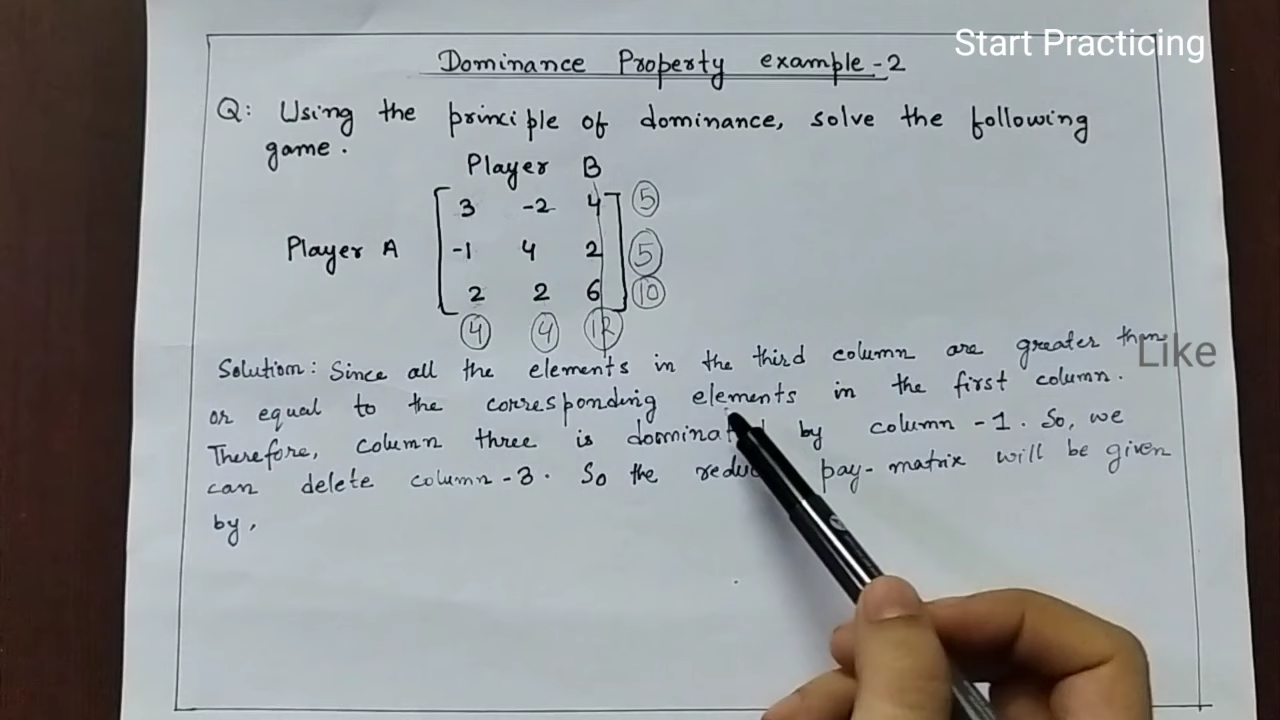 Start Practicing
Dominance Property example-2
Q: Using the principle of dominance, solve the following
game.
Player B
3 -2 4 5
Player A -1 4 2 5
2 2 6 10
4 4 12
Like
Solution: Since all the elements in the third column are greater than
or equal to the corresponding elements in the first column.
Therefore, column three is by column-1. So, we
can delete column-3. So the pay-matrix will be given
by,